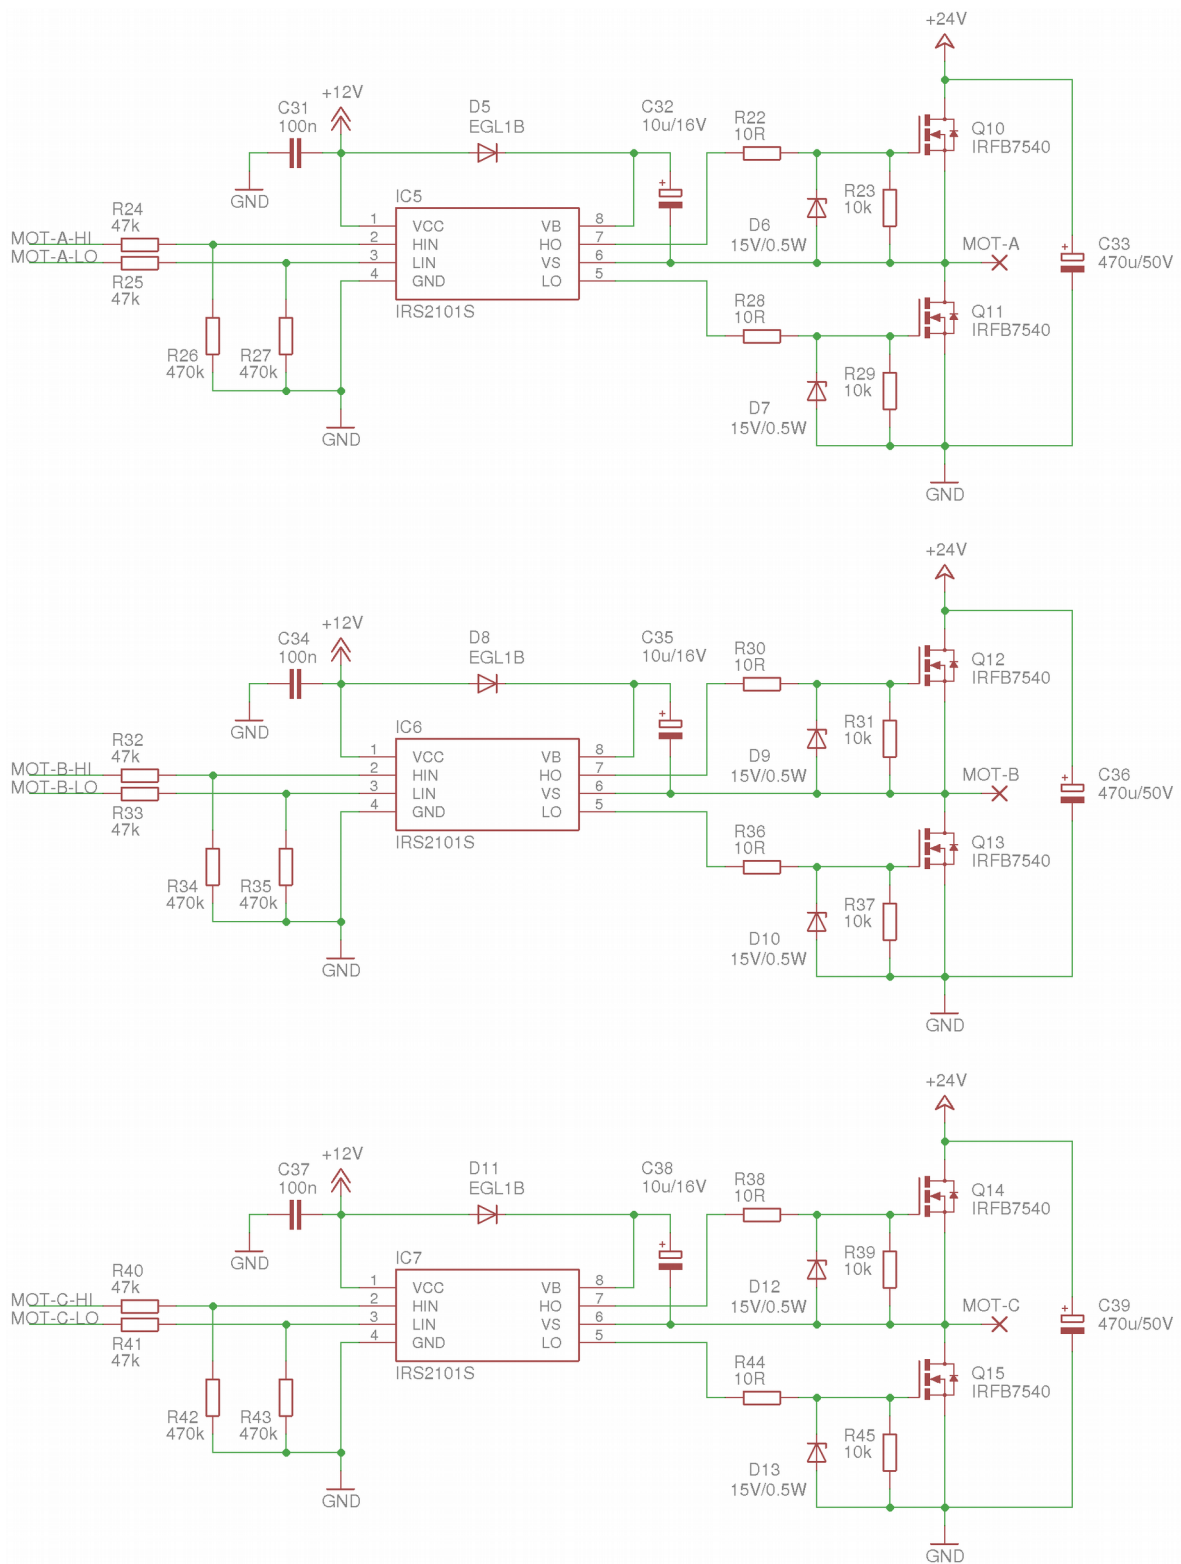 +24V
+12V
C31
100n
D5
EGL1B
C32
10u/16V
R22
10R
Q10
IRFB7540
GND
IC5
R23
10k
R24
47k
MOT-A-HI
MOT-A-LO
R25
47k
1
VCC
VB
8
2
HIN
HO
7
3
LIN
VS
6
4
GND
LO
5
IRS2101S
D6
15V/0.5W
MOT-A
C33
470u/50V
R28
10R
Q11
IRFB7540
R26
470k
R27
470k
R29
10k
D7
15V/0.5W
GND
GND
+24V
+12V
C34
100n
D8
EGL1B
C35
10u/16V
R30
10R
Q12
IRFB7540
GND
IC6
R31
10k
R32
47k
MOT-B-HI
MOT-B-LO
R33
47k
1
VCC
VB
8
2
HIN
HO
7
3
LIN
VS
6
4
GND
LO
5
IRS2101S
D9
15V/0.5W
MOT-B
C36
470u/50V
R36
10R
Q13
IRFB7540
R34
470k
R35
470k
R37
10k
D10
15V/0.5W
GND
GND
+24V
+12V
C37
100n
D11
EGL1B
C38
10u/16V
R38
10R
Q14
IRFB7540
GND
IC7
R39
10k
R40
47k
MOT-C-HI
MOT-C-LO
R41
47k
1
VCC
VB
8
2
HIN
HO
7
3
LIN
VS
6
4
GND
LO
5
IRS2101S
D12
15V/0.5W
MOT-C
C39
470u/50V
R44
10R
Q15
IRFB7540
R42
470k
R43
470k
R45
10k
D13
15V/0.5W
GND
GND